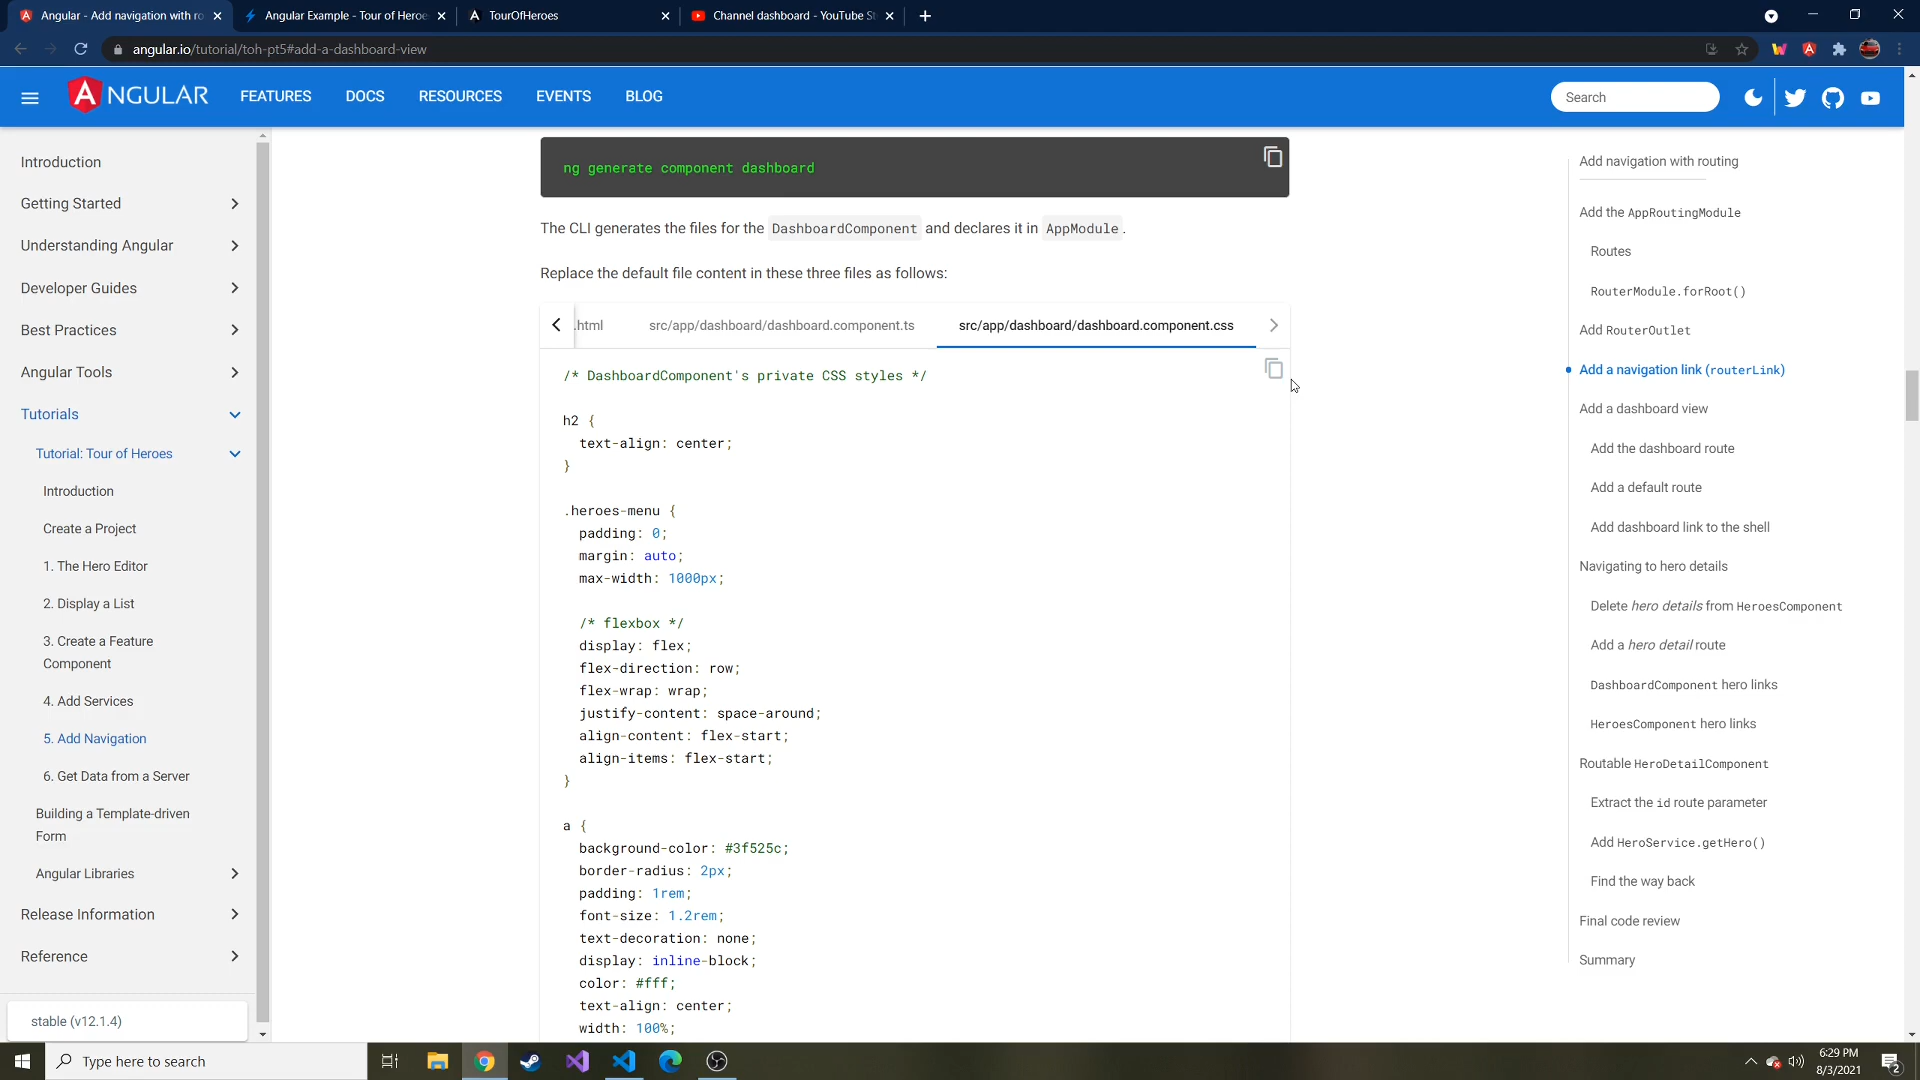 Angular - Add navigation with ro
Angular Example - Tour of Heroe
TourOfHeroes
Channel dashboard - YouTube St
angular.io/tutorial/toh-pt5#add-a-dashboard-view
ANGULAR
FEATURES
DOCS
RESOURCES
EVENTS
BLOG
Search
Introduction
Getting Started
Understanding Angular
Developer Guides
Best Practices
Angular Tools
Tutorials
Tutorial: Tour of Heroes
Introduction
Create a Project
1. The Hero Editor
2. Display a List
3. Create a Feature
Component
4. Add Services
5. Add Navigation
6. Get Data from a Server
Building a Template-driven
Form
Angular Libraries
Release Information
Reference
stable (v12.1.4)
ng generate component dashboard
The CLI generates the files for the DashboardComponent and declares it in AppModule.
Replace the default file content in these three files as follows:
.html
src/app/dashboard/dashboard.component.ts
src/app/dashboard/dashboard.component.css
/* DashboardComponent's private CSS styles */
h2 {
text-align: center;
}
.heroes-menu {
padding: 0;
margin: auto;
max-width: 1000px;
/* flexbox */
display: flex;
flex-direction: row;
flex-wrap: wrap;
justify-content: space-around;
align-content: flex-start;
align-items: flex-start;
}
a {
background-color: #3f525c;
border-radius: 2px;
padding: 1rem;
font-size: 1.2rem;
text-decoration: none;
display: inline-block;
color: #fff;
text-align: center;
width: 100%;
Add navigation with routing
Add the AppRoutingModule
Routes
RouterModule.forRoot()
Add RouterOutlet
Add a navigation link (routerLink)
Add a dashboard view
Add the dashboard route
Add a default route
Add dashboard link to the shell
Navigating to hero details
Delete hero details from HeroesComponent
Add a hero detail route
DashboardComponent hero links
HeroesComponent hero links
Routable HeroDetailComponent
Extract the id route parameter
Add HeroService.getHero()
Find the way back
Final code review
Summary
Type here to search
6:29 PM
8/3/2021
2